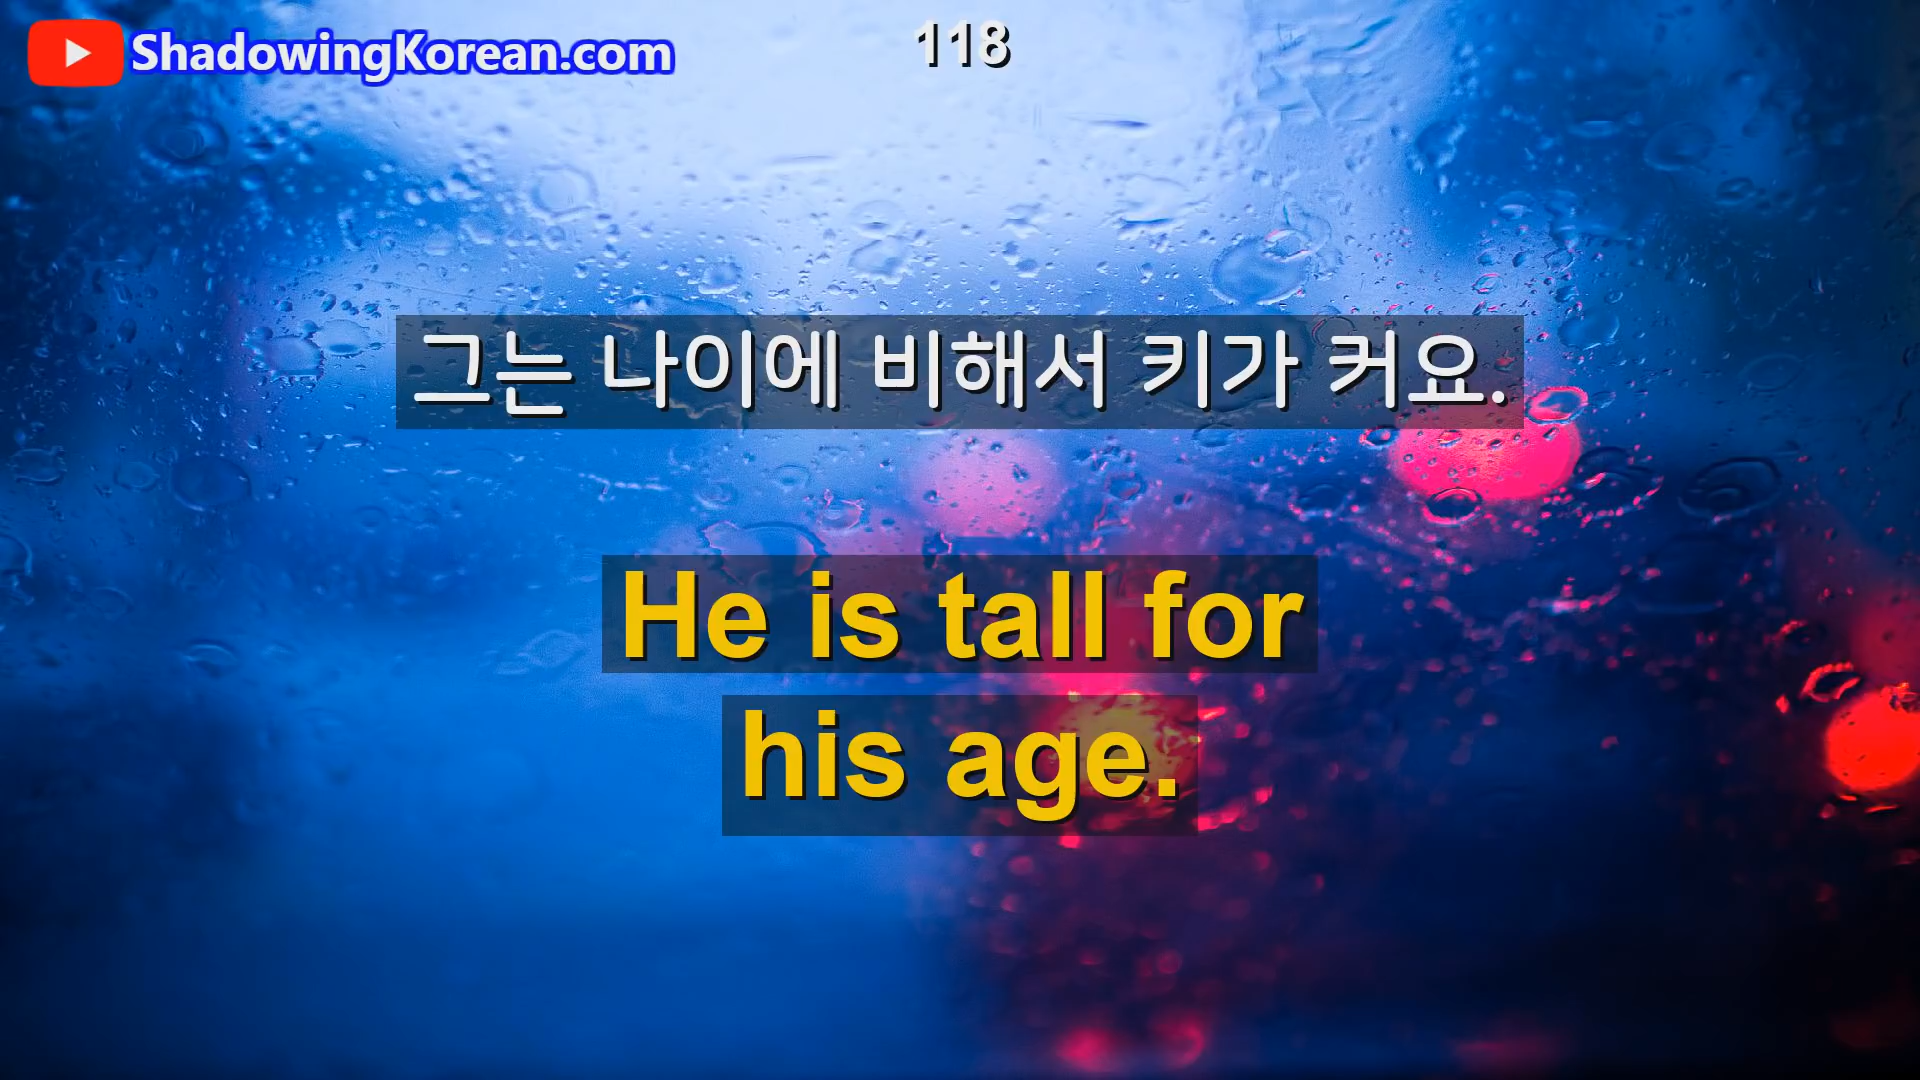 ShadowingKorean.com
118
그는 나이에 비해서 키가 커요.
He is tall for
his age.